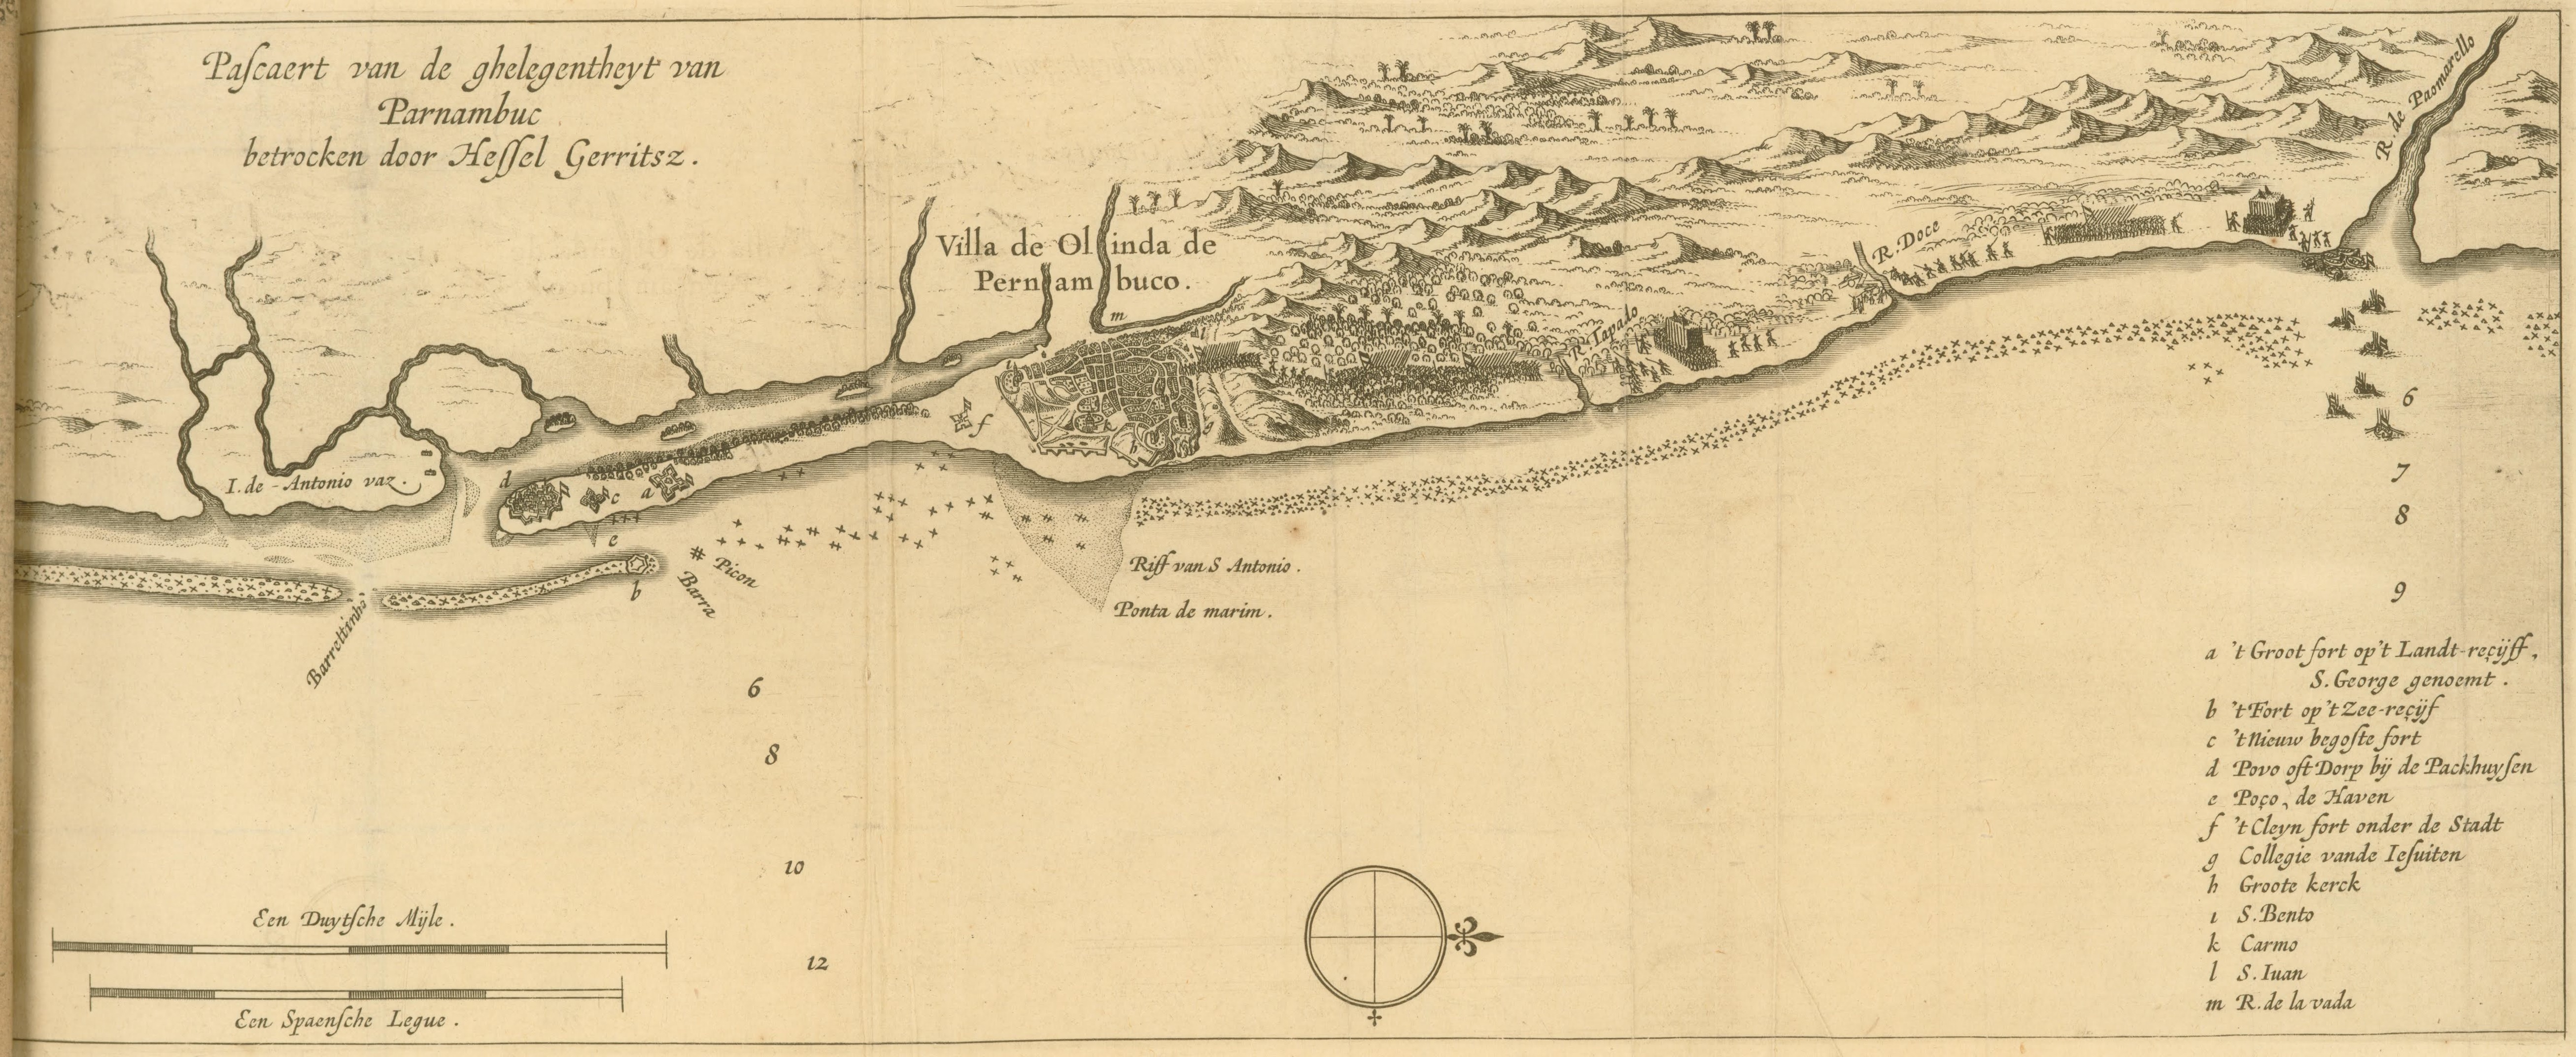 Paſcaert van de ghelegentheyt van
Parnambuc
betrocken door Heſſel Gerritsz.
R. de Paomarello
Villa de Olinda de
Pernambuco.
R. Doce
R. Tapado
m
f
g
k
h
l
I. de Antonio vaz.
d
c
a
e
b
Picon
Barra
Barrettinha
Riff van S Antonio.
Ponta de marim.
6
7
8
9
6
8
10
12
a 't Groot fort op't Landt-reçijff,
S. George genoemt.
b 't Fort op't Zee-reçijf
c 't Nieuw begoſte fort
d Povo oft Dorp bij de Packhuyſen
e Poço, de Haven
f 't Cleyn fort onder de Stadt
g Collegie vande Ieſuiten
h Groote kerck
ı S. Bento
k Carmo
l S. Iuan
m R. de la vada
Een Duytſche Mijle.
Een Spaenſche Legue.